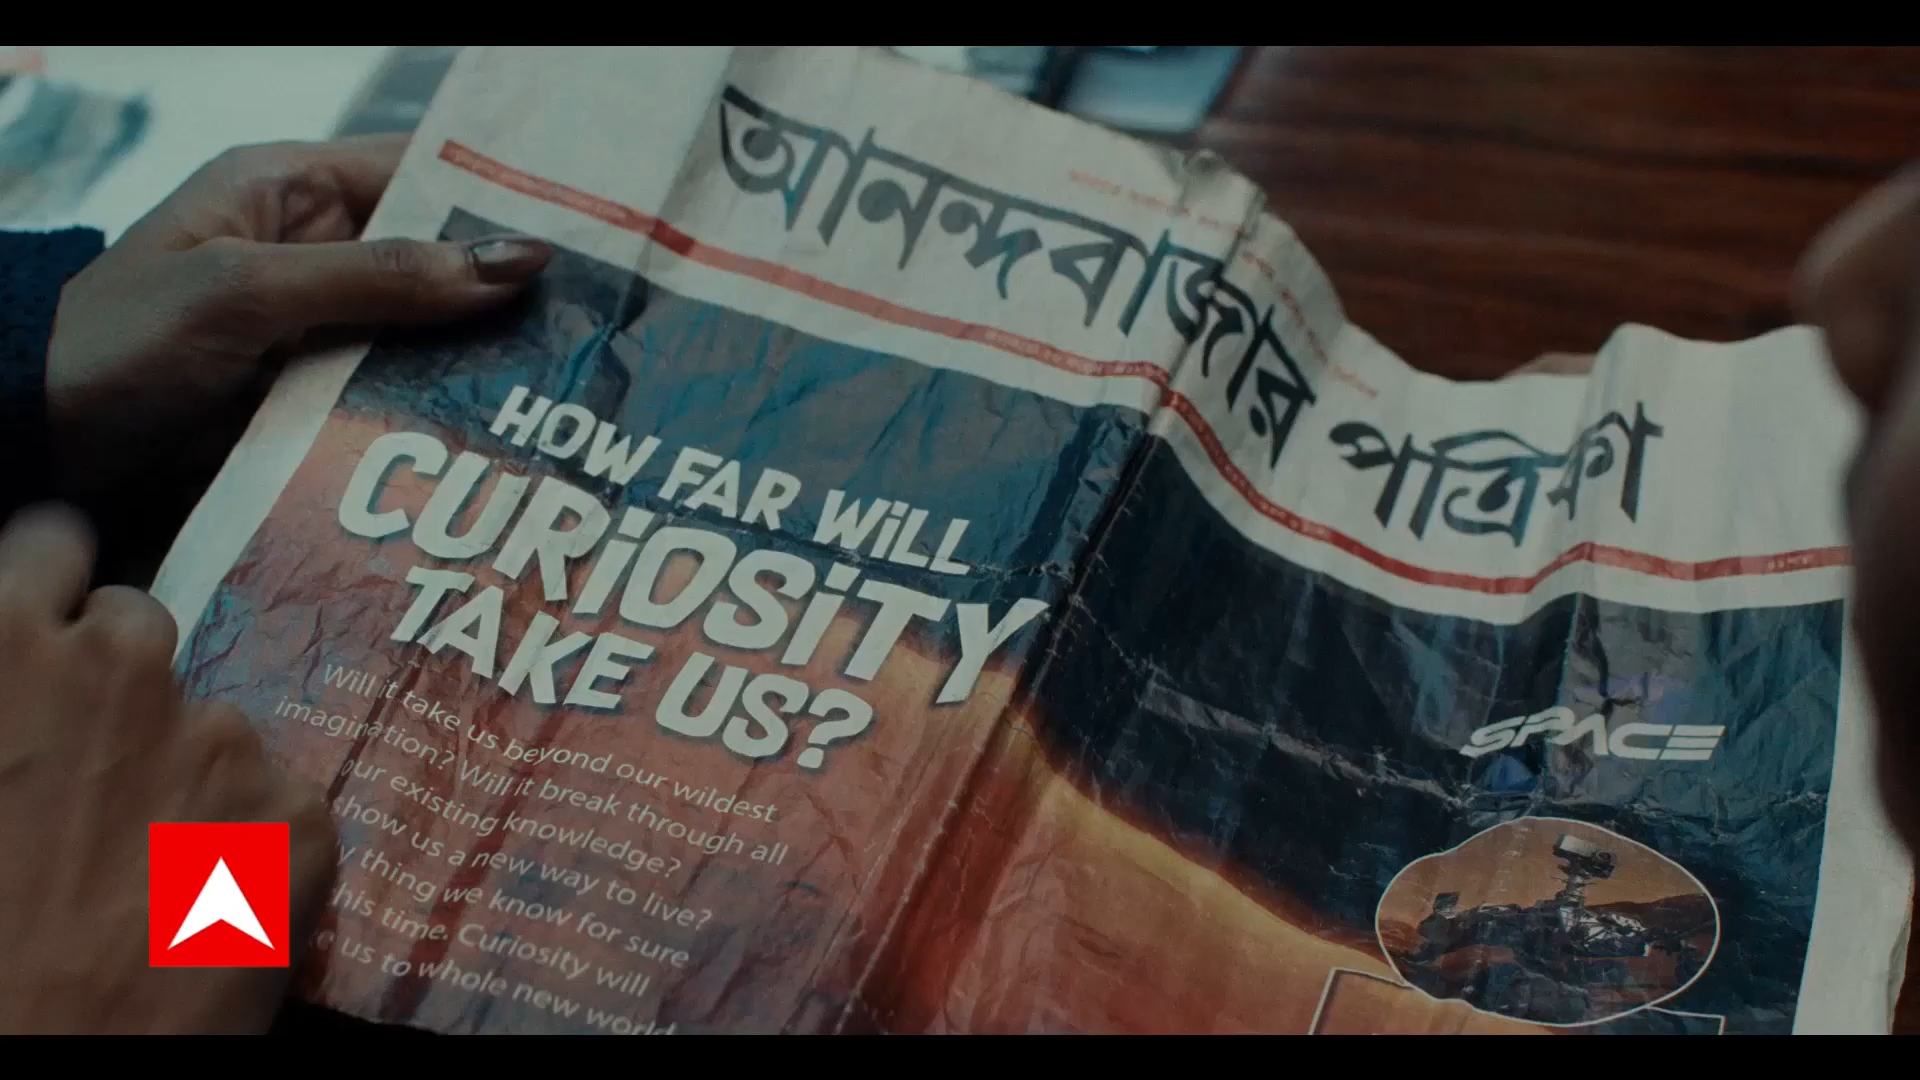 আনন্দবাজার পত্রিকা
HOW FAR WiLL
CURiOSiTY
TAKE US?
Will it take us beyond our wildest
imagination? Will it break through all
our existing knowledge?
show us a new way to live?
thing we know for sure
this time. Curiosity will
us to whole new world
SPACE